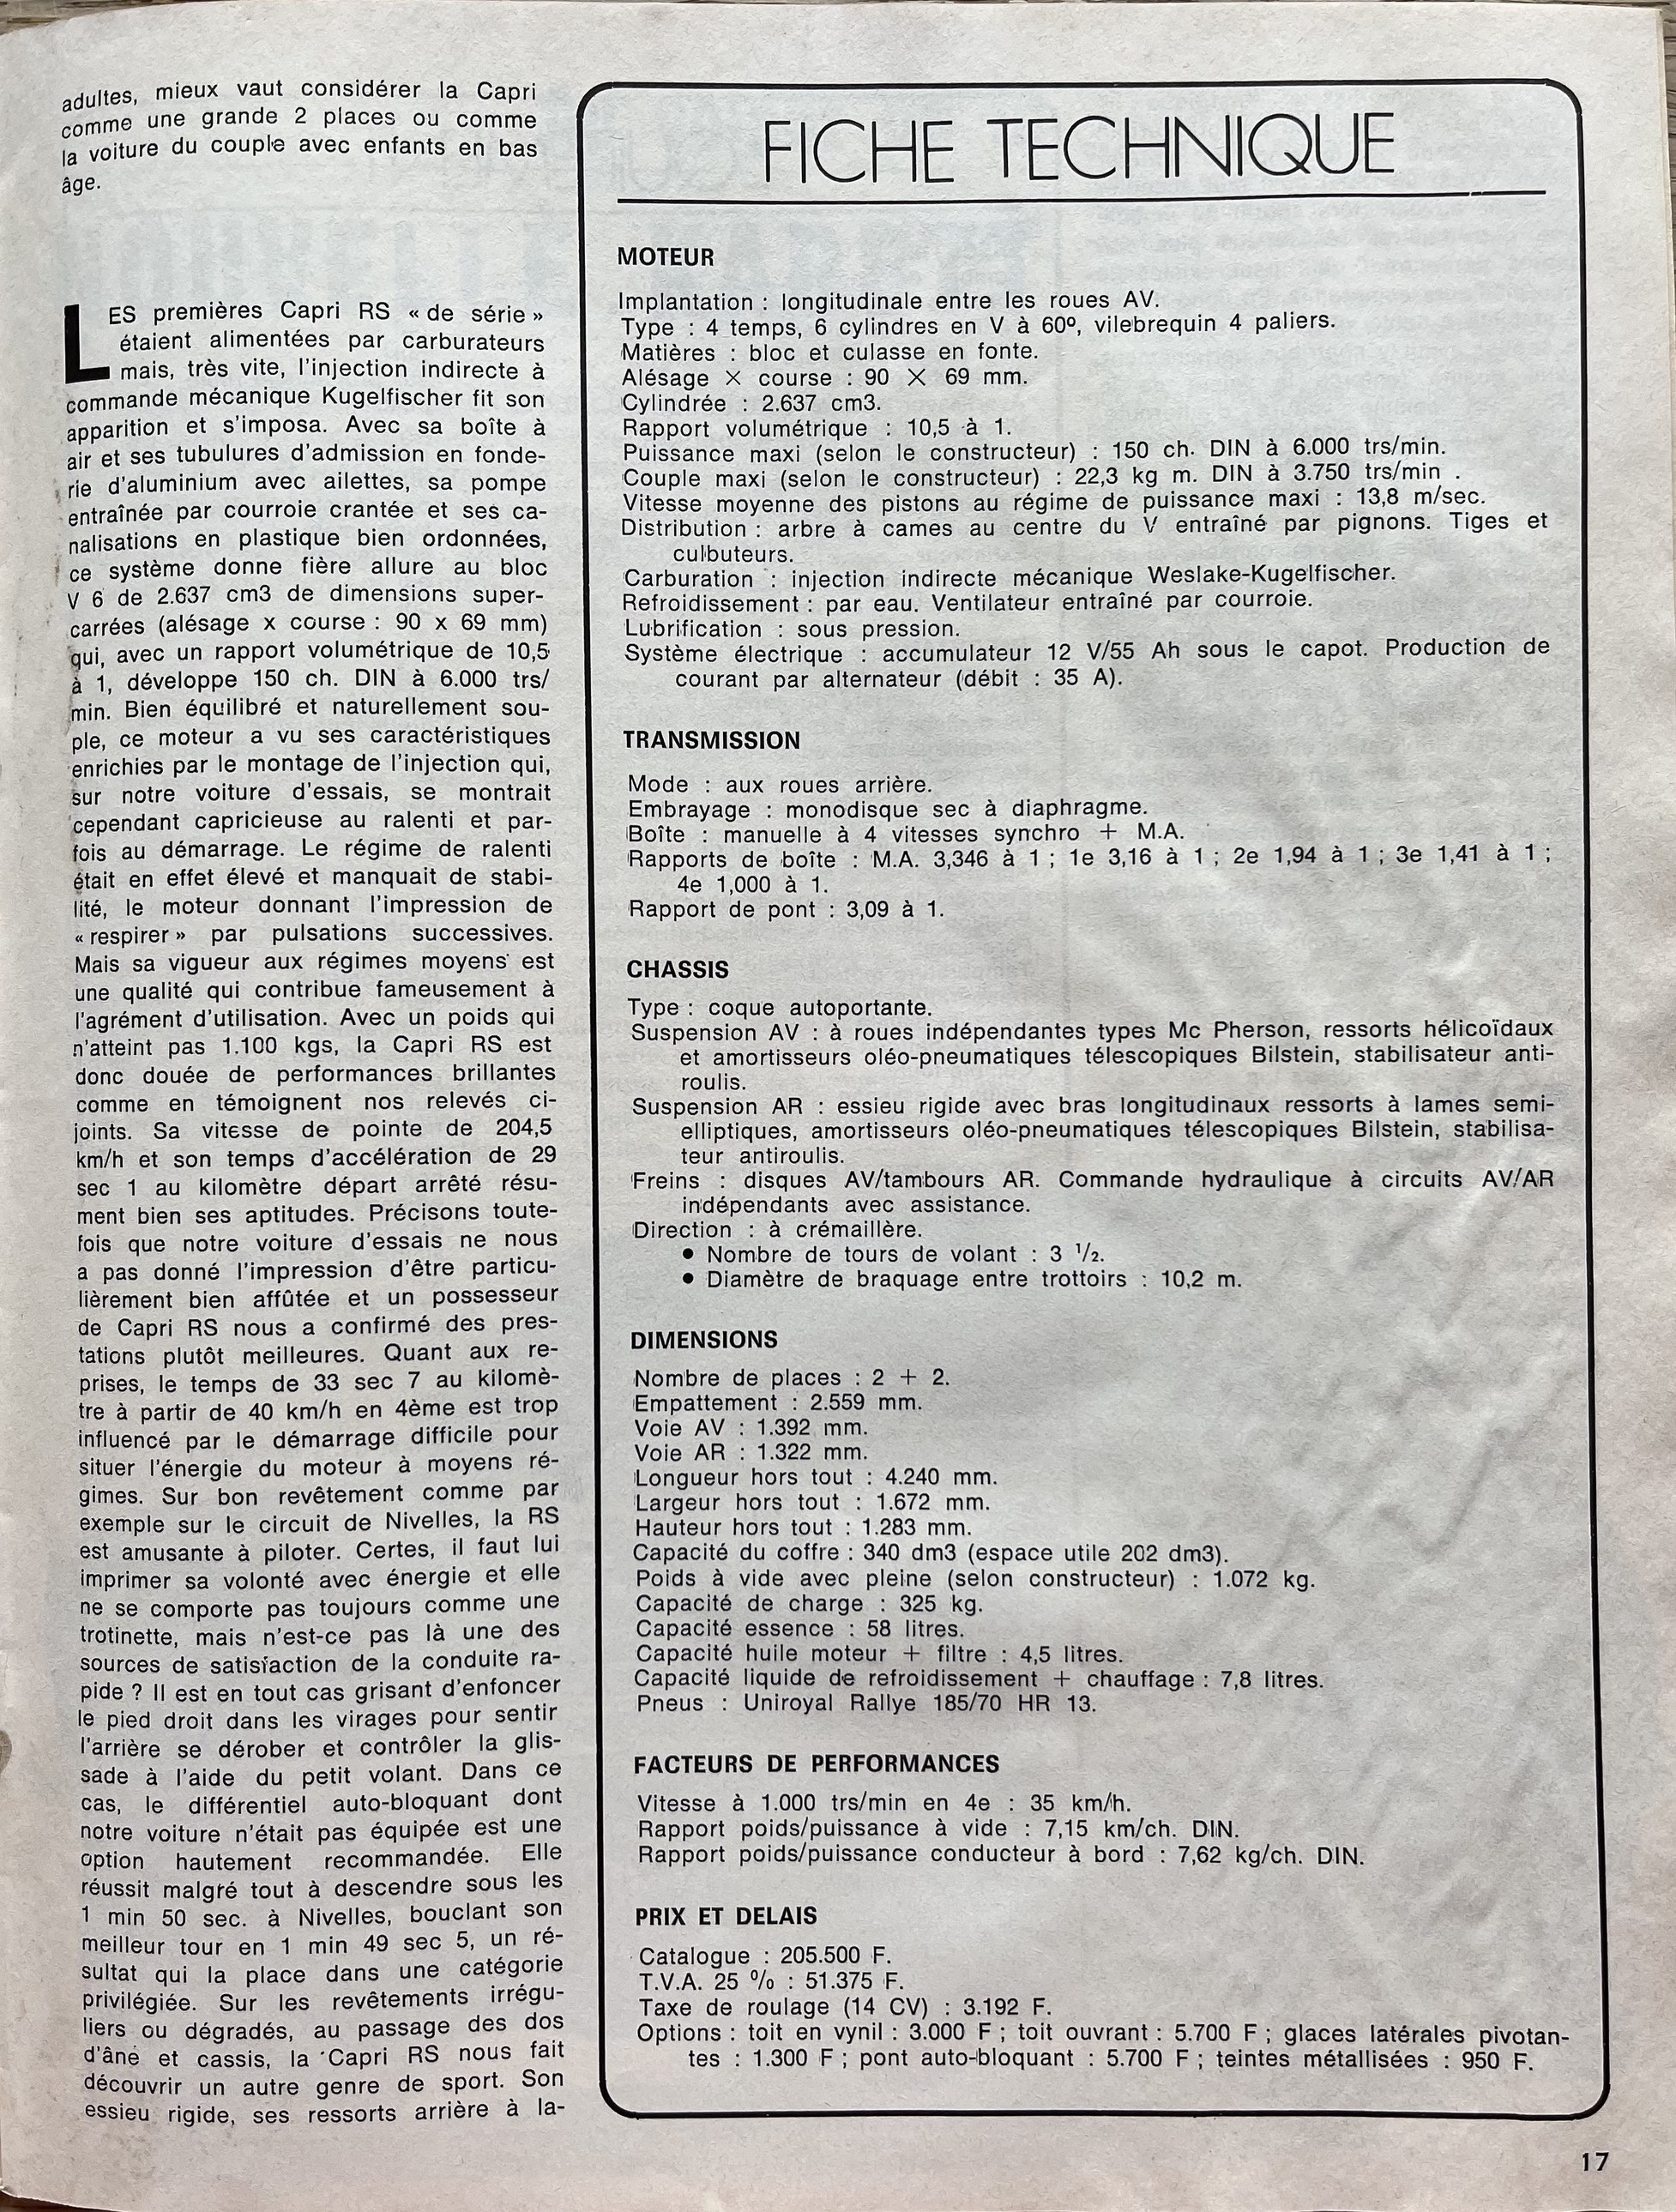 adultes, mieux vaut considérer la Capri
comme une grande 2 places ou comme
la voiture du couple avec enfants en bas
âge.
LES premières Capri RS « de série »
étaient alimentées par carburateurs
mais, très vite, l'injection indirecte à
commande mécanique Kugelfischer fit son
apparition et s'imposa. Avec sa boîte à
air et ses tubulures d'admission en fonde-
rie d'aluminium avec ailettes, sa pompe
entraînée par courroie crantée et ses ca-
nalisations en plastique bien ordonnées,
ce système donne fière allure au bloc
V 6 de 2.637 cm3 de dimensions super-
carrées (alésage x course : 90 x 69 mm)
qui, avec un rapport volumétrique de 10,5
à 1, développe 150 ch. DIN à 6.000 trs/
min. Bien équilibré et naturellement sou-
ple, ce moteur a vu ses caractéristiques
enrichies par le montage de l'injection qui,
sur notre voiture d'essais, se montrait
cependant capricieuse au ralenti et par-
fois au démarrage. Le régime de ralenti
était en effet élevé et manquait de stabi-
lité, le moteur donnant l'impression de
« respirer » par pulsations successives.
Mais sa vigueur aux régimes moyens est
une qualité qui contribue fameusement à
l'agrément d'utilisation. Avec un poids qui
n'atteint pas 1.100 kgs, la Capri RS est
donc douée de performances brillantes
comme en témoignent nos relevés ci-
joints. Sa vitesse de pointe de 204,5
km/h et son temps d'accélération de 29
sec 1 au kilomètre départ arrêté résu-
ment bien ses aptitudes. Précisons toute-
fois que notre voiture d'essais ne nous
a pas donné l'impression d'être particu-
lièrement bien affûtée et un possesseur
de Capri RS nous a confirmé des pres-
tations plutôt meilleures. Quant aux re-
prises, le temps de 33 sec 7 au kilomè-
tre à partir de 40 km/h en 4ème est trop
influencé par le démarrage difficile pour
situer l'énergie du moteur à moyens ré-
gimes. Sur bon revêtement comme par
exemple sur le circuit de Nivelles, la RS
est amusante à piloter. Certes, il faut lui
imprimer sa volonté avec énergie et elle
ne se comporte pas toujours comme une
trotinette, mais n'est-ce pas là une des
sources de satisfaction de la conduite ra-
pide ? Il est en tout cas grisant d'enfoncer
le pied droit dans les virages pour sentir
l'arrière se dérober et contrôler la glis-
sade à l'aide du petit volant. Dans ce
cas, le différentiel auto-bloquant dont
notre voiture n'était pas équipée est une
option hautement recommandée. Elle
réussit malgré tout à descendre sous les
1 min 50 sec. à Nivelles, bouclant son
meilleur tour en 1 min 49 sec 5, un ré-
sultat qui la place dans une catégorie
privilégiée. Sur les revêtements irrégu-
liers ou dégradés, au passage des dos
d'âne et cassis, la Capri RS nous fait
découvrir un autre genre de sport. Son
essieu rigide, ses ressorts arrière à la-
FICHE TECHNIQUE
MOTEUR
Implantation : longitudinale entre les roues AV.
Type : 4 temps, 6 cylindres en V à 60º, vilebrequin 4 paliers.
Matières : bloc et culasse en fonte.
Alésage × course : 90 × 69 mm.
Cylindrée : 2.637 cm3.
Rapport volumétrique : 10,5 à 1.
Puissance maxi (selon le constructeur) : 150 ch. DIN à 6.000 trs/min.
Couple maxi (selon le constructeur) : 22,3 kg m. DIN à 3.750 trs/min .
Vitesse moyenne des pistons au régime de puissance maxi : 13,8 m/sec.
Distribution : arbre à cames au centre du V entraîné par pignons. Tiges et
culbuteurs.
Carburation : injection indirecte mécanique Weslake-Kugelfischer.
Refroidissement : par eau. Ventilateur entraîné par courroie.
Lubrification : sous pression.
Système électrique : accumulateur 12 V/55 Ah sous le capot. Production de
courant par alternateur (débit : 35 A).
TRANSMISSION
Mode : aux roues arrière.
Embrayage : monodisque sec à diaphragme.
Boîte : manuelle à 4 vitesses synchro + M.A.
Rapports de boîte : M.A. 3,346 à 1 ; 1e 3,16 à 1 ; 2e 1,94 à 1 ; 3e 1,41 à 1 ;
4e 1,000 à 1.
Rapport de pont : 3,09 à 1.
CHASSIS
Type : coque autoportante.
Suspension AV : à roues indépendantes types Mc Pherson, ressorts hélicoïdaux
et amortisseurs oléo-pneumatiques télescopiques Bilstein, stabilisateur anti-
roulis.
Suspension AR : essieu rigide avec bras longitudinaux ressorts à lames semi-
elliptiques, amortisseurs oléo-pneumatiques télescopiques Bilstein, stabilisa-
teur antiroulis.
Freins : disques AV/tambours AR. Commande hydraulique à circuits AV/AR
indépendants avec assistance.
Direction : à crémaillère.
● Nombre de tours de volant : 3 ¹/₂.
● Diamètre de braquage entre trottoirs : 10,2 m.
DIMENSIONS
Nombre de places : 2 + 2.
Empattement : 2.559 mm.
Voie AV : 1.392 mm.
Voie AR : 1.322 mm.
Longueur hors tout : 4.240 mm.
Largeur hors tout : 1.672 mm.
Hauteur hors tout : 1.283 mm.
Capacité du coffre : 340 dm3 (espace utile 202 dm3).
Poids à vide avec pleine (selon constructeur) : 1.072 kg.
Capacité de charge : 325 kg.
Capacité essence : 58 litres.
Capacité huile moteur + filtre : 4,5 litres.
Capacité liquide de refroidissement + chauffage : 7,8 litres.
Pneus : Uniroyal Rallye 185/70 HR 13.
FACTEURS DE PERFORMANCES
Vitesse à 1.000 trs/min en 4e : 35 km/h.
Rapport poids/puissance à vide : 7,15 km/ch. DIN.
Rapport poids/puissance conducteur à bord : 7,62 kg/ch. DIN.
PRIX ET DELAIS
Catalogue : 205.500 F.
T.V.A. 25 % : 51.375 F.
Taxe de roulage (14 CV) : 3.192 F.
Options : toit en vynil : 3.000 F ; toit ouvrant : 5.700 F ; glaces latérales pivotan-
tes : 1.300 F ; pont auto-bloquant : 5.700 F ; teintes métallisées : 950 F.
17